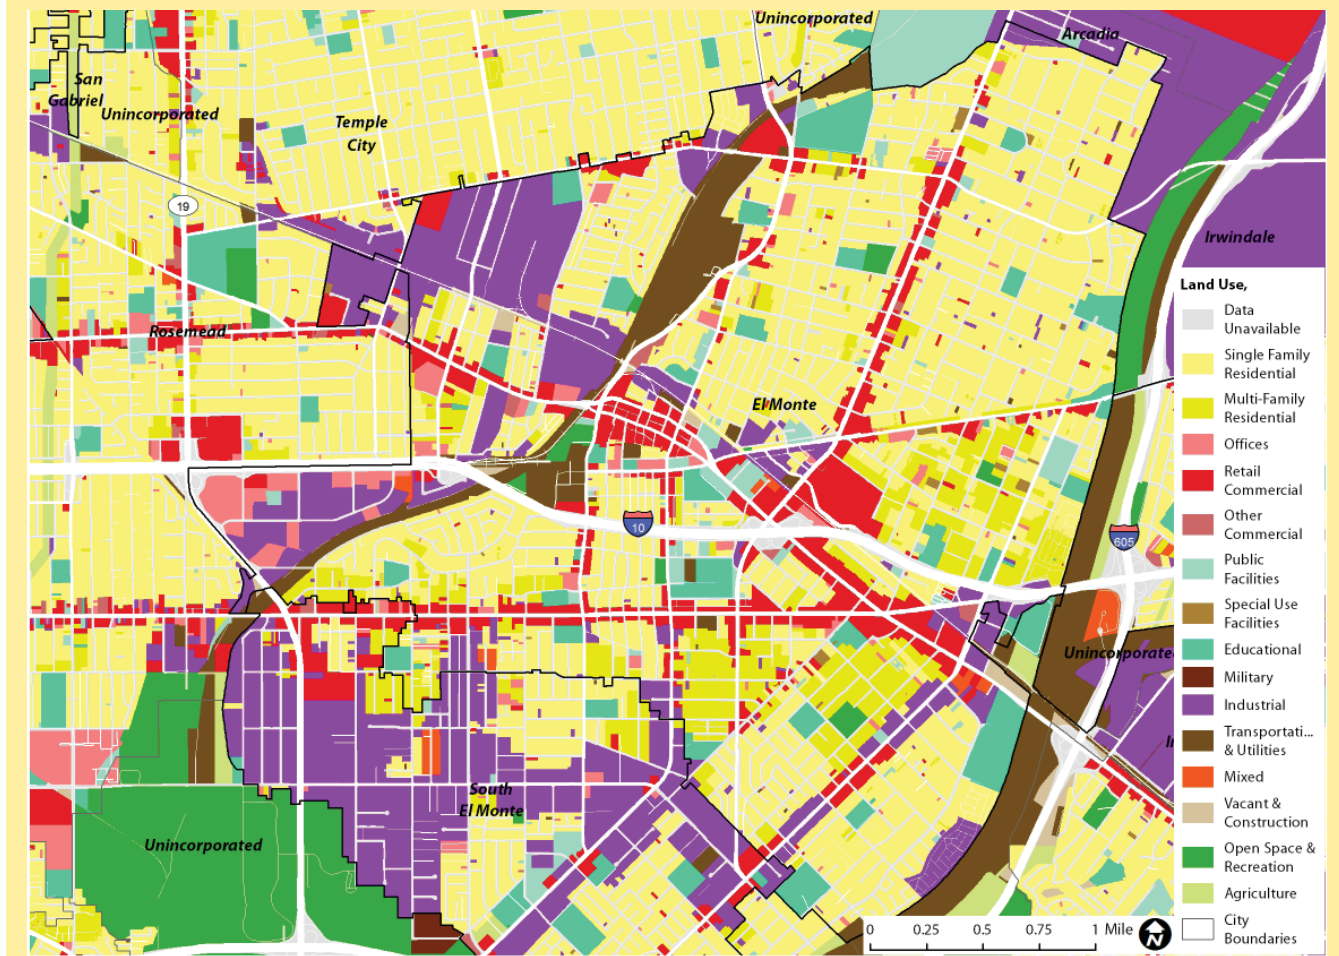 Unincorporated
Arcadia
San
Gabriel
Unincorporated
Temple
City
19
Irwindale
Rosemead
El Monte
10
605
Unincorporate
South
El Monte
Unincorporated
Land Use,
Data
Unavailable
Single Family
Residential
Multi-Family
Residential
Offices
Retail
Commercial
Other
Commercial
Public
Facilities
Special Use
Facilities
Educational
Military
Industrial
Transportati...
& Utilities
Mixed
Vacant &
Construction
Open Space &
Recreation
Agriculture
City
Boundaries
0 0.25 0.5 0.75 1 Mile
N